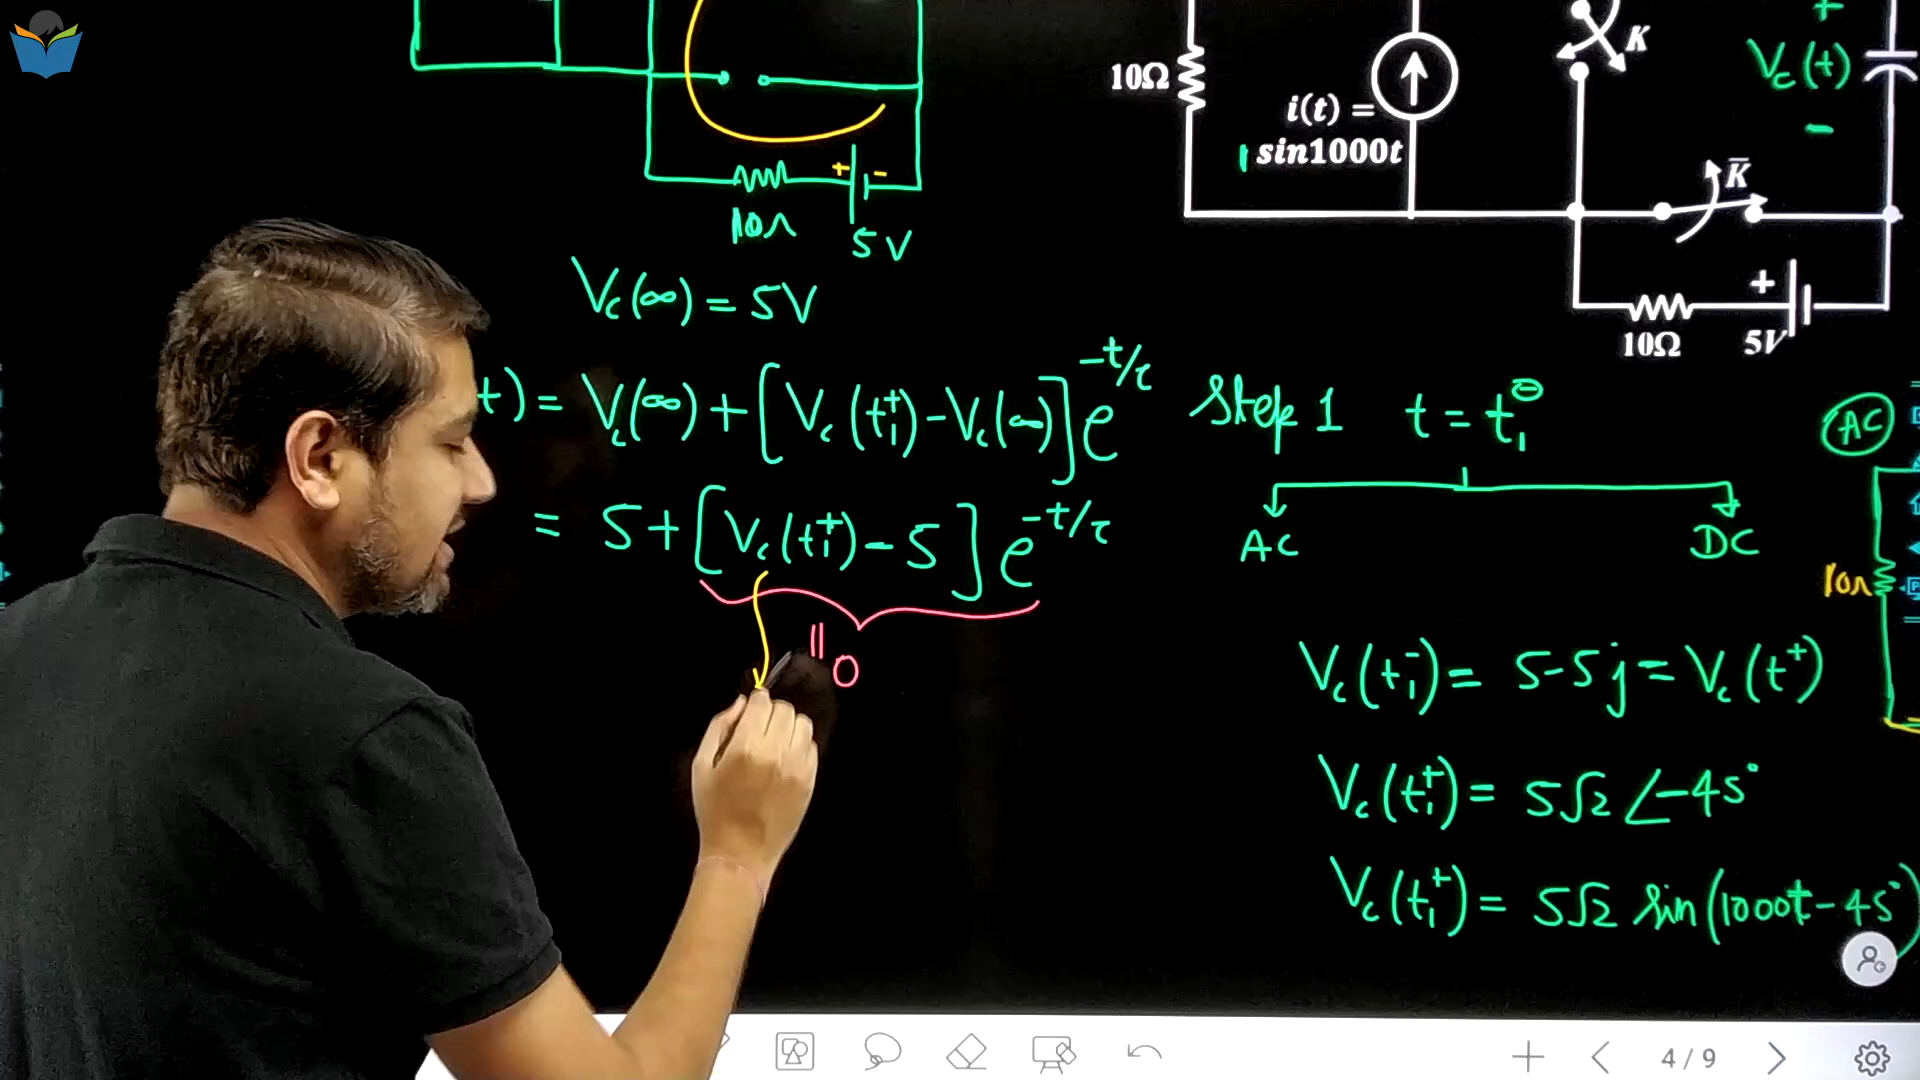 10Ω
i(t) =
1 sin1000t
K
+
Vc(t)
-
K̅
+ -
10Ω
5V
+
10Ω
5V
Vc(∞) = 5V
t) = Vc(∞) + [Vc(t₁⁺) - Vc(∞)] e^-t/τ
= 5 + [Vc(t₁⁺) - 5] e^-t/τ
"0
Step 1 t = t₁⁻
AC DC
AC
10Ω
Vc(t₁⁻) = 5-5j = Vc(t⁺)
Vc(t₁⁺) = 5√2 ∠-45°
Vc(t₁⁺) = 5√2 sin(1000t - 45°)
4 / 9